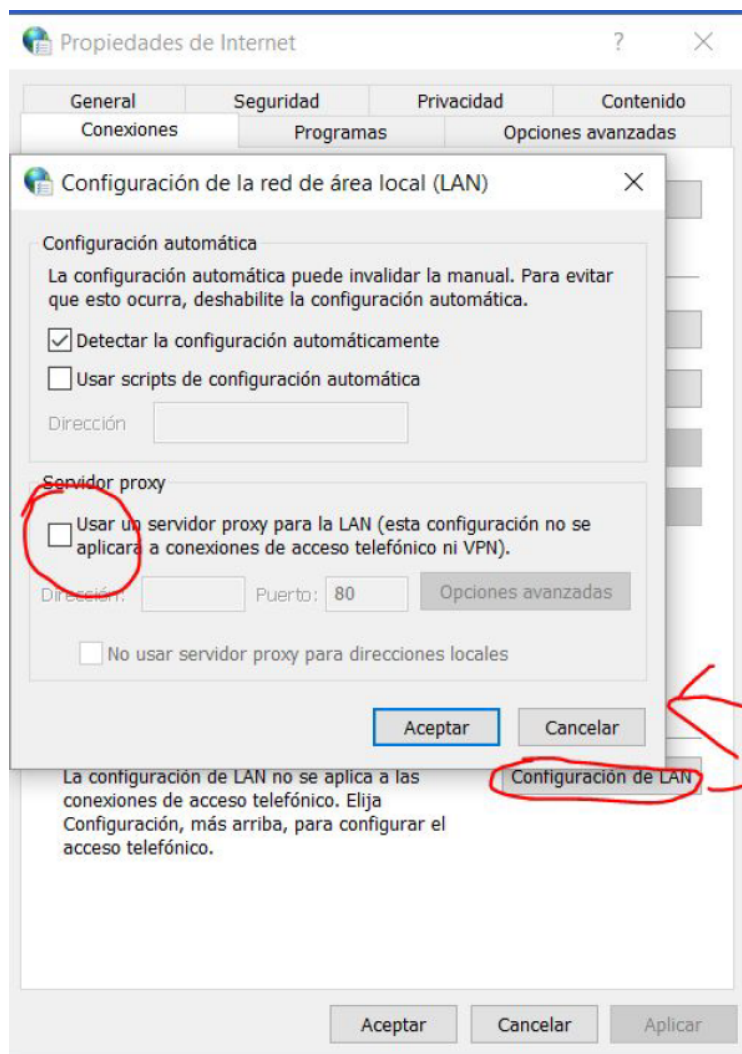 Propiedades de Internet
General Seguridad Privacidad Contenido
Conexiones Programas Opciones avanzadas
Configuración de la red de área local (LAN)
Configuración automática
La configuración automática puede invalidar la manual. Para evitar
que esto ocurra, deshabilite la configuración automática.
Detectar la configuración automáticamente
Usar scripts de configuración automática
Dirección
Servidor proxy
Usar un servidor proxy para la LAN (esta configuración no se
aplicará a conexiones de acceso telefónico ni VPN).
Dirección: Puerto: 80 Opciones avanzadas
No usar servidor proxy para direcciones locales
Aceptar Cancelar
La configuración de LAN no se aplica a las
conexiones de acceso telefónico. Elija
Configuración, más arriba, para configurar el
acceso telefónico.
Configuración de LAN
Aceptar Cancelar Aplicar